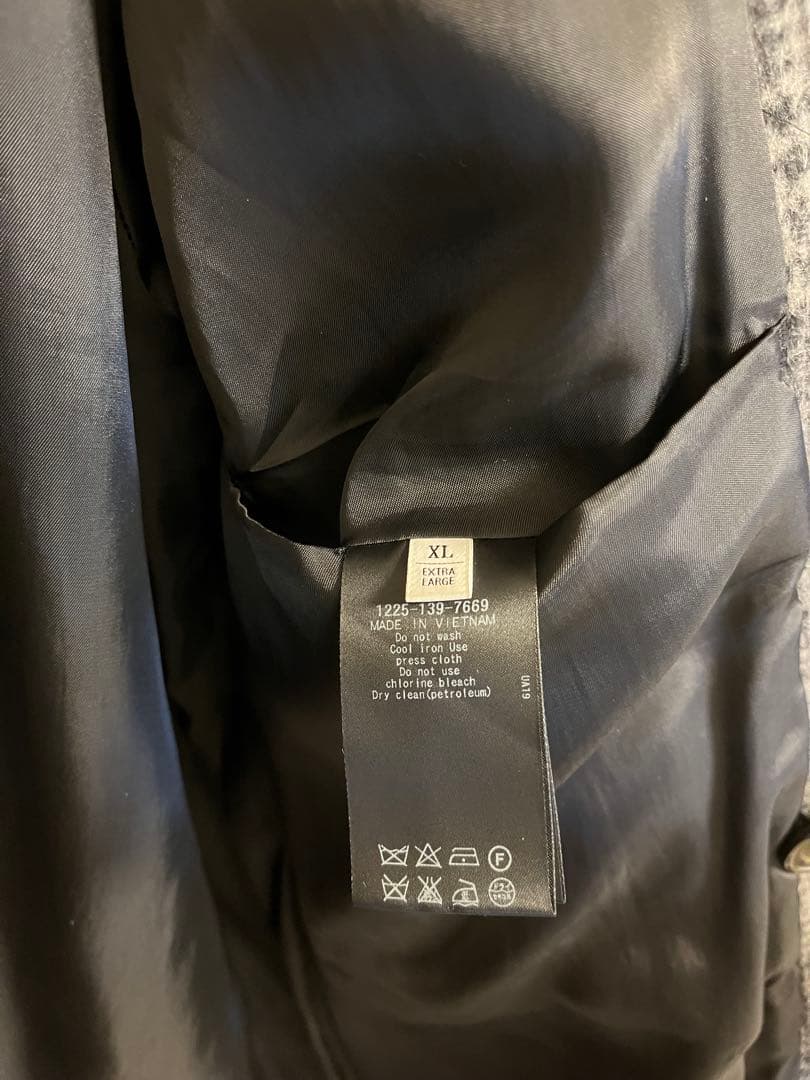 XL
EXTRA
LARGE
1225-139-7669
MADE IN VIETNAM
Do not wash
Cool iron Use
press cloth
Do not use
chlorine bleach
Dry clean(petroleum)
UA19
F